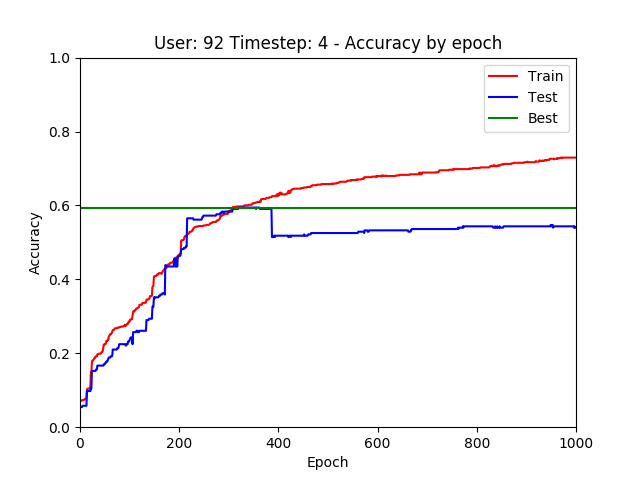 User: 92 Timestep: 4 - Accuracy by epoch
1.0
0.8
0.6
0.4
0.2
0.0
Accuracy
Train
Test
Best
0 200 400 600 800 1000
Epoch